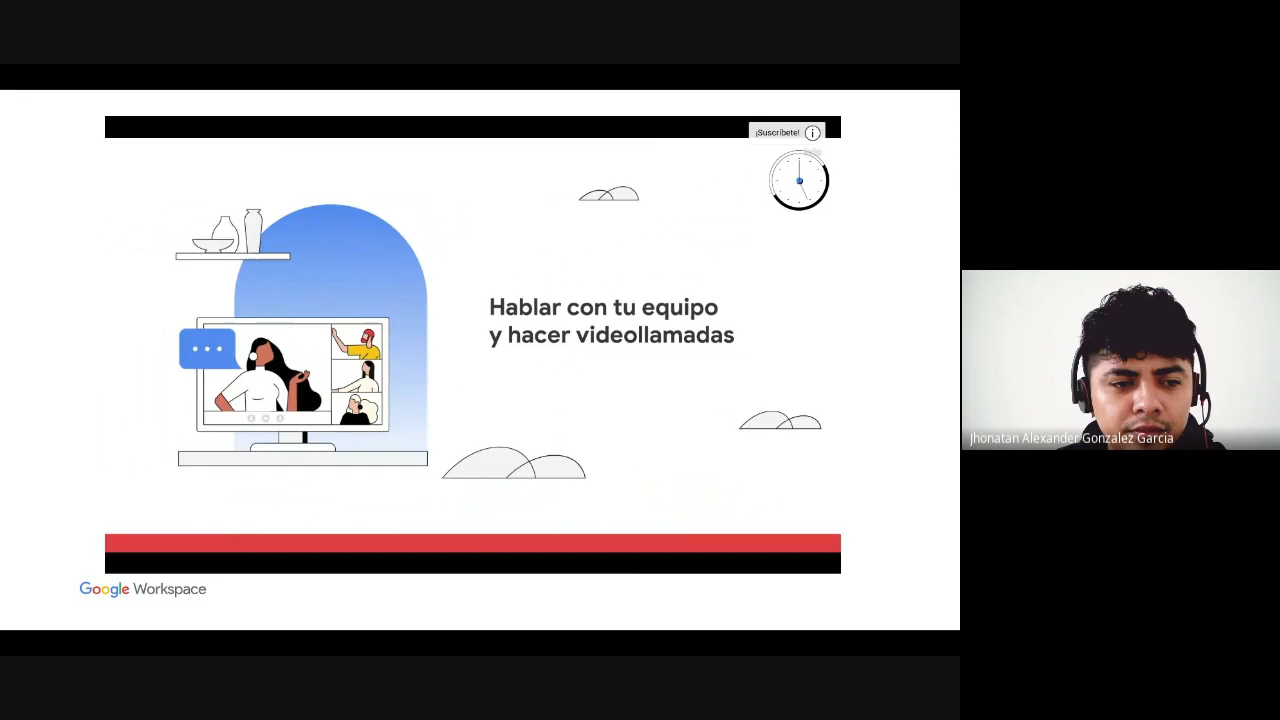 ¡Suscríbete!
Hablar con tu equipo
y hacer videollamadas
Jhonatan Alexander Gonzalez Garcia
Google Workspace